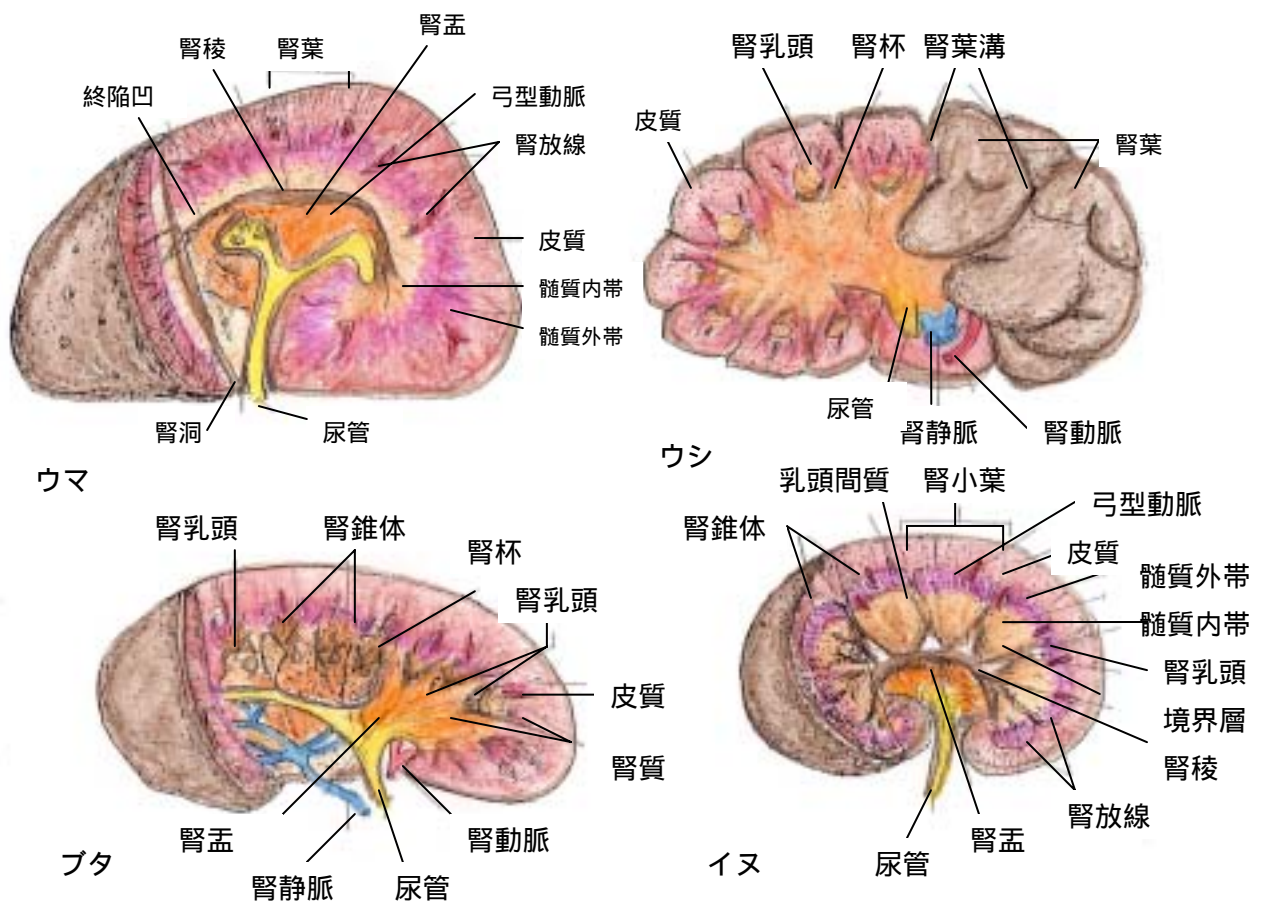 腎盂
腎稜
腎葉
終陥凹
弓型動脈
腎放線
皮質
髄質内帯
髄質外帯
腎洞
尿管
ウマ
腎乳頭
腎杯
腎葉溝
皮質
腎葉
尿管
腎静脈
腎動脈
ウシ
腎乳頭
腎錐体
腎杯
腎乳頭
皮質
腎質
腎盂
腎動脈
腎静脈
尿管
ブタ
乳頭間質
腎小葉
腎錐体
弓型動脈
皮質
髄質外帯
髄質内帯
腎乳頭
境界層
腎稜
腎放線
腎盂
尿管
イヌ